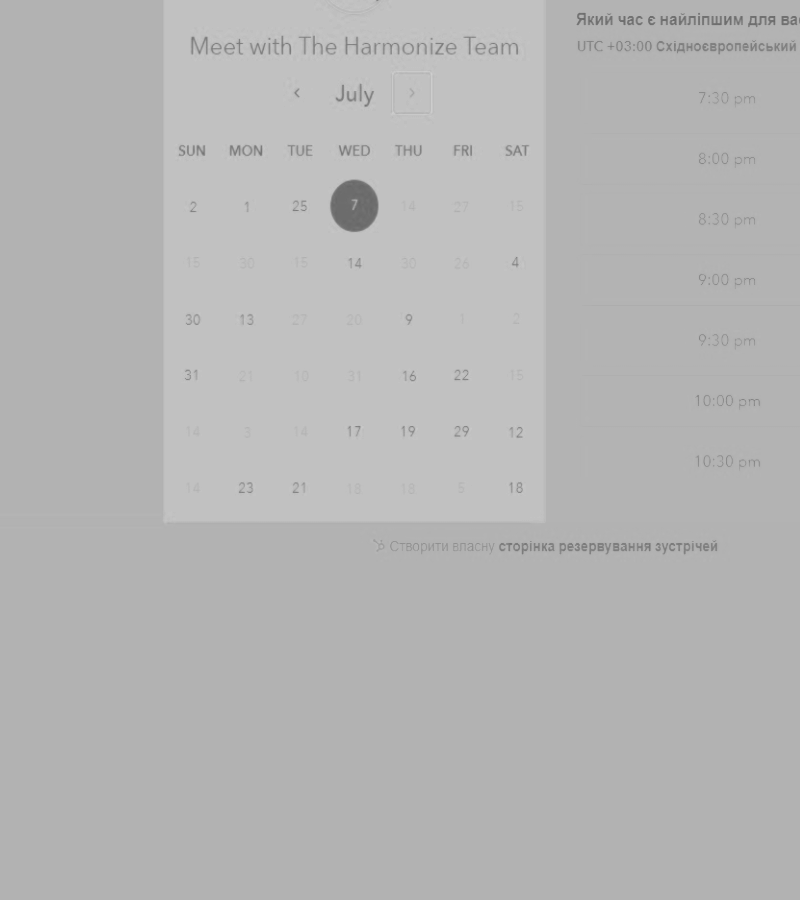 Meet with The Harmonize Team
July
SUN MON TUE WED THU FRI SAT
2 1 25 7 14 27 15
15 30 15 14 30 26 4
30 13 27 20 9 1 2
31 21 10 31 16 22 15
14 3 14 17 19 29 12
14 23 21 18 18 6 18
Який час є найліпшим для
UTC +03:00 Східноєвропейський
7:30 pm
8:00 pm
8:30 pm
9:00 pm
9:30 pm
10:00 pm
10:30 pm
Створити власну сторінка резервування зустрічей